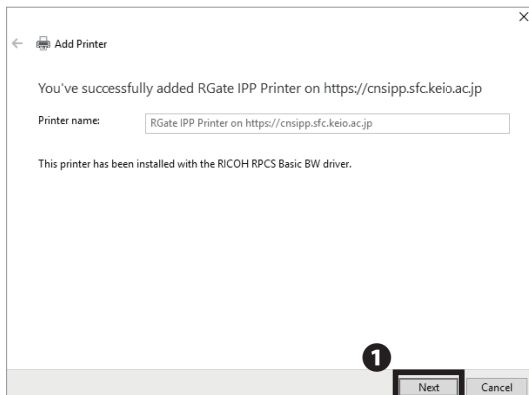 Add Printer
You've successfully added RGate IPP Printer on https://cnsipp.sfc.keio.ac.jp
Printer name: RGate IPP Printer on https://cnsipp.sfc.keio.ac.jp
This printer has been installed with the RICOH RPCS Basic BW driver.
1
Next Cancel